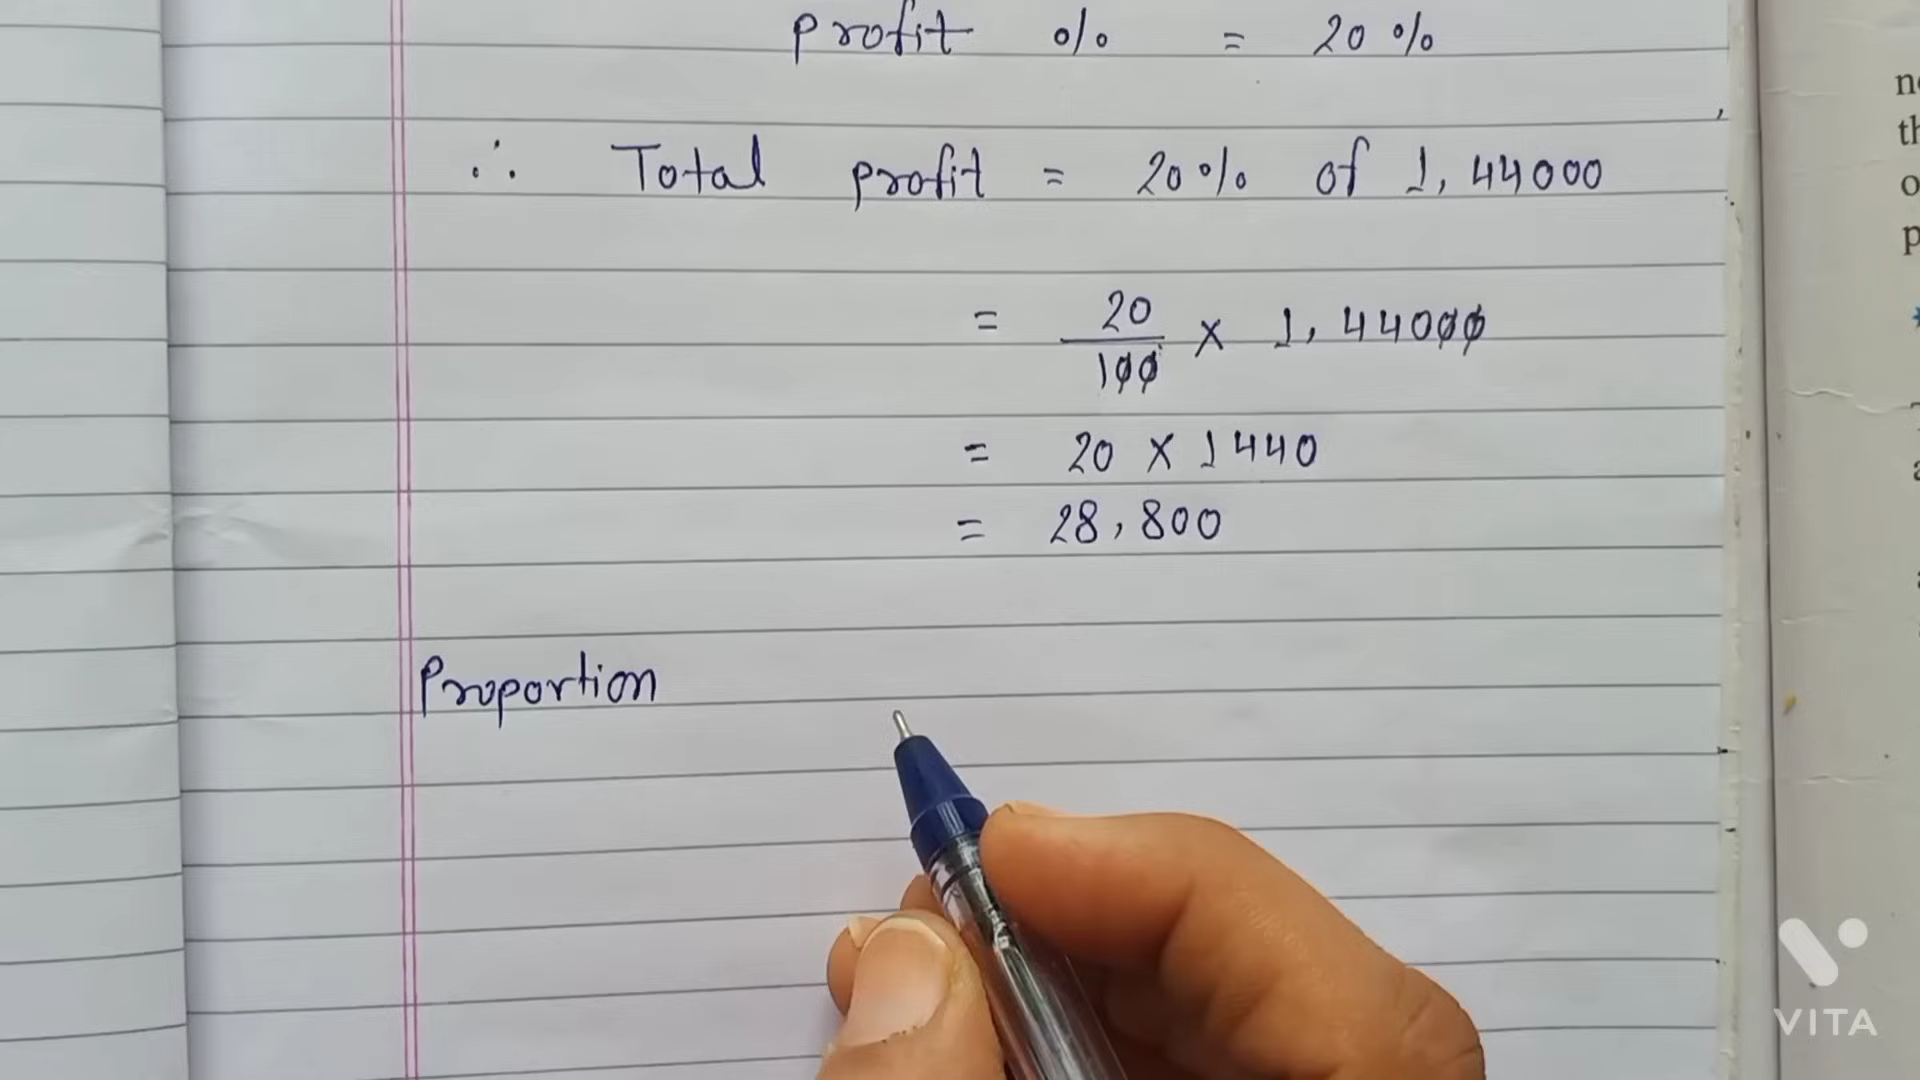 profit % = 20 %
∴ Total profit = 20% of 1,44000
= 20/100 × 1,44000
= 20 × 1440
= 28,800
Proportion
VITA